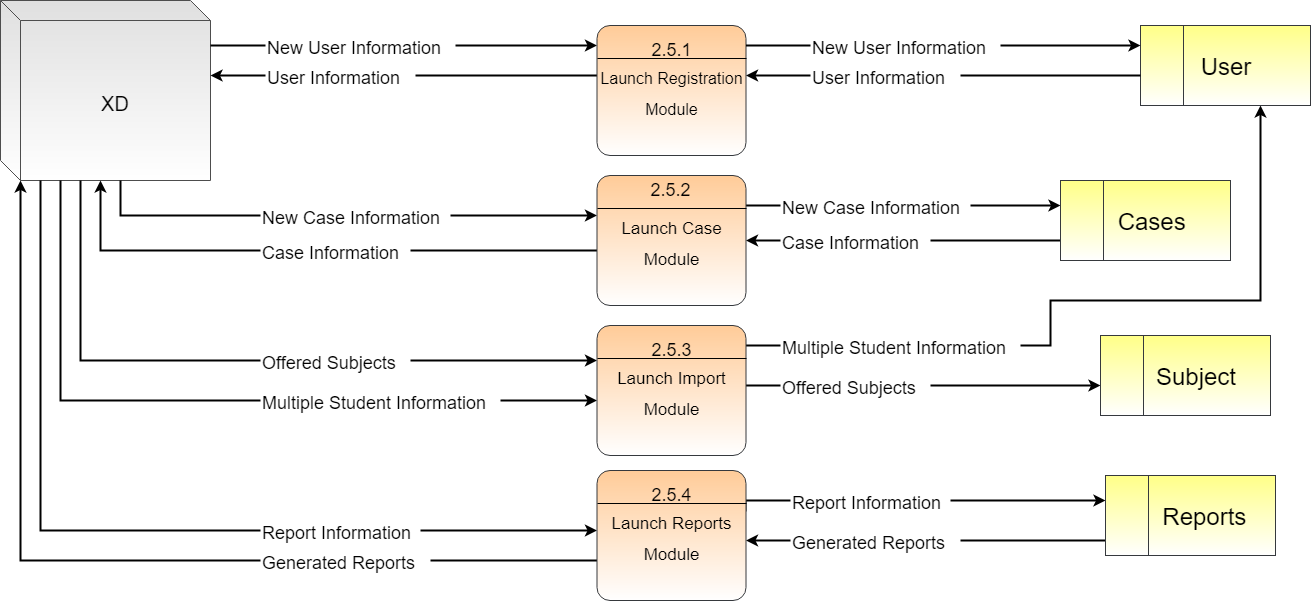 XD
New User Information
User Information
2.5.1
Launch Registration
Module
New User Information
User Information
User
New Case Information
Case Information
2.5.2
Launch Case
Module
New Case Information
Case Information
Cases
Offered Subjects
Multiple Student Information
2.5.3
Launch Import
Module
Multiple Student Information
Offered Subjects
Subject
Report Information
Generated Reports
2.5.4
Launch Reports
Module
Report Information
Generated Reports
Reports